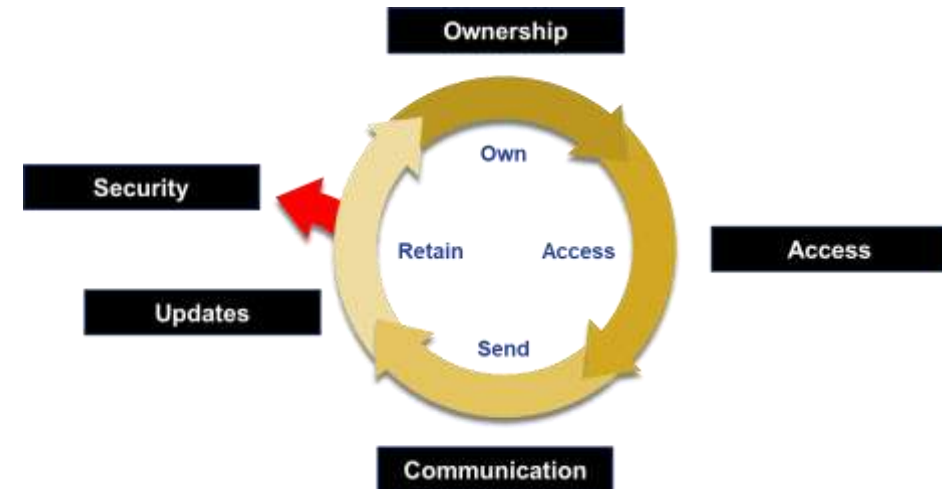 Ownership
Own
Security
Retain
Access
Access
Updates
Send
Communication